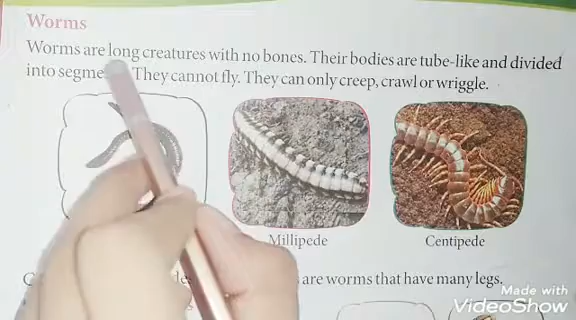 Worms
Worms are long creatures with no bones. Their bodies are tube-like and divided
into They cannot fly. They can only creep, crawl or wriggle.
Millipede
Centipede
are worms that have many legs.
Made with
VideoShow